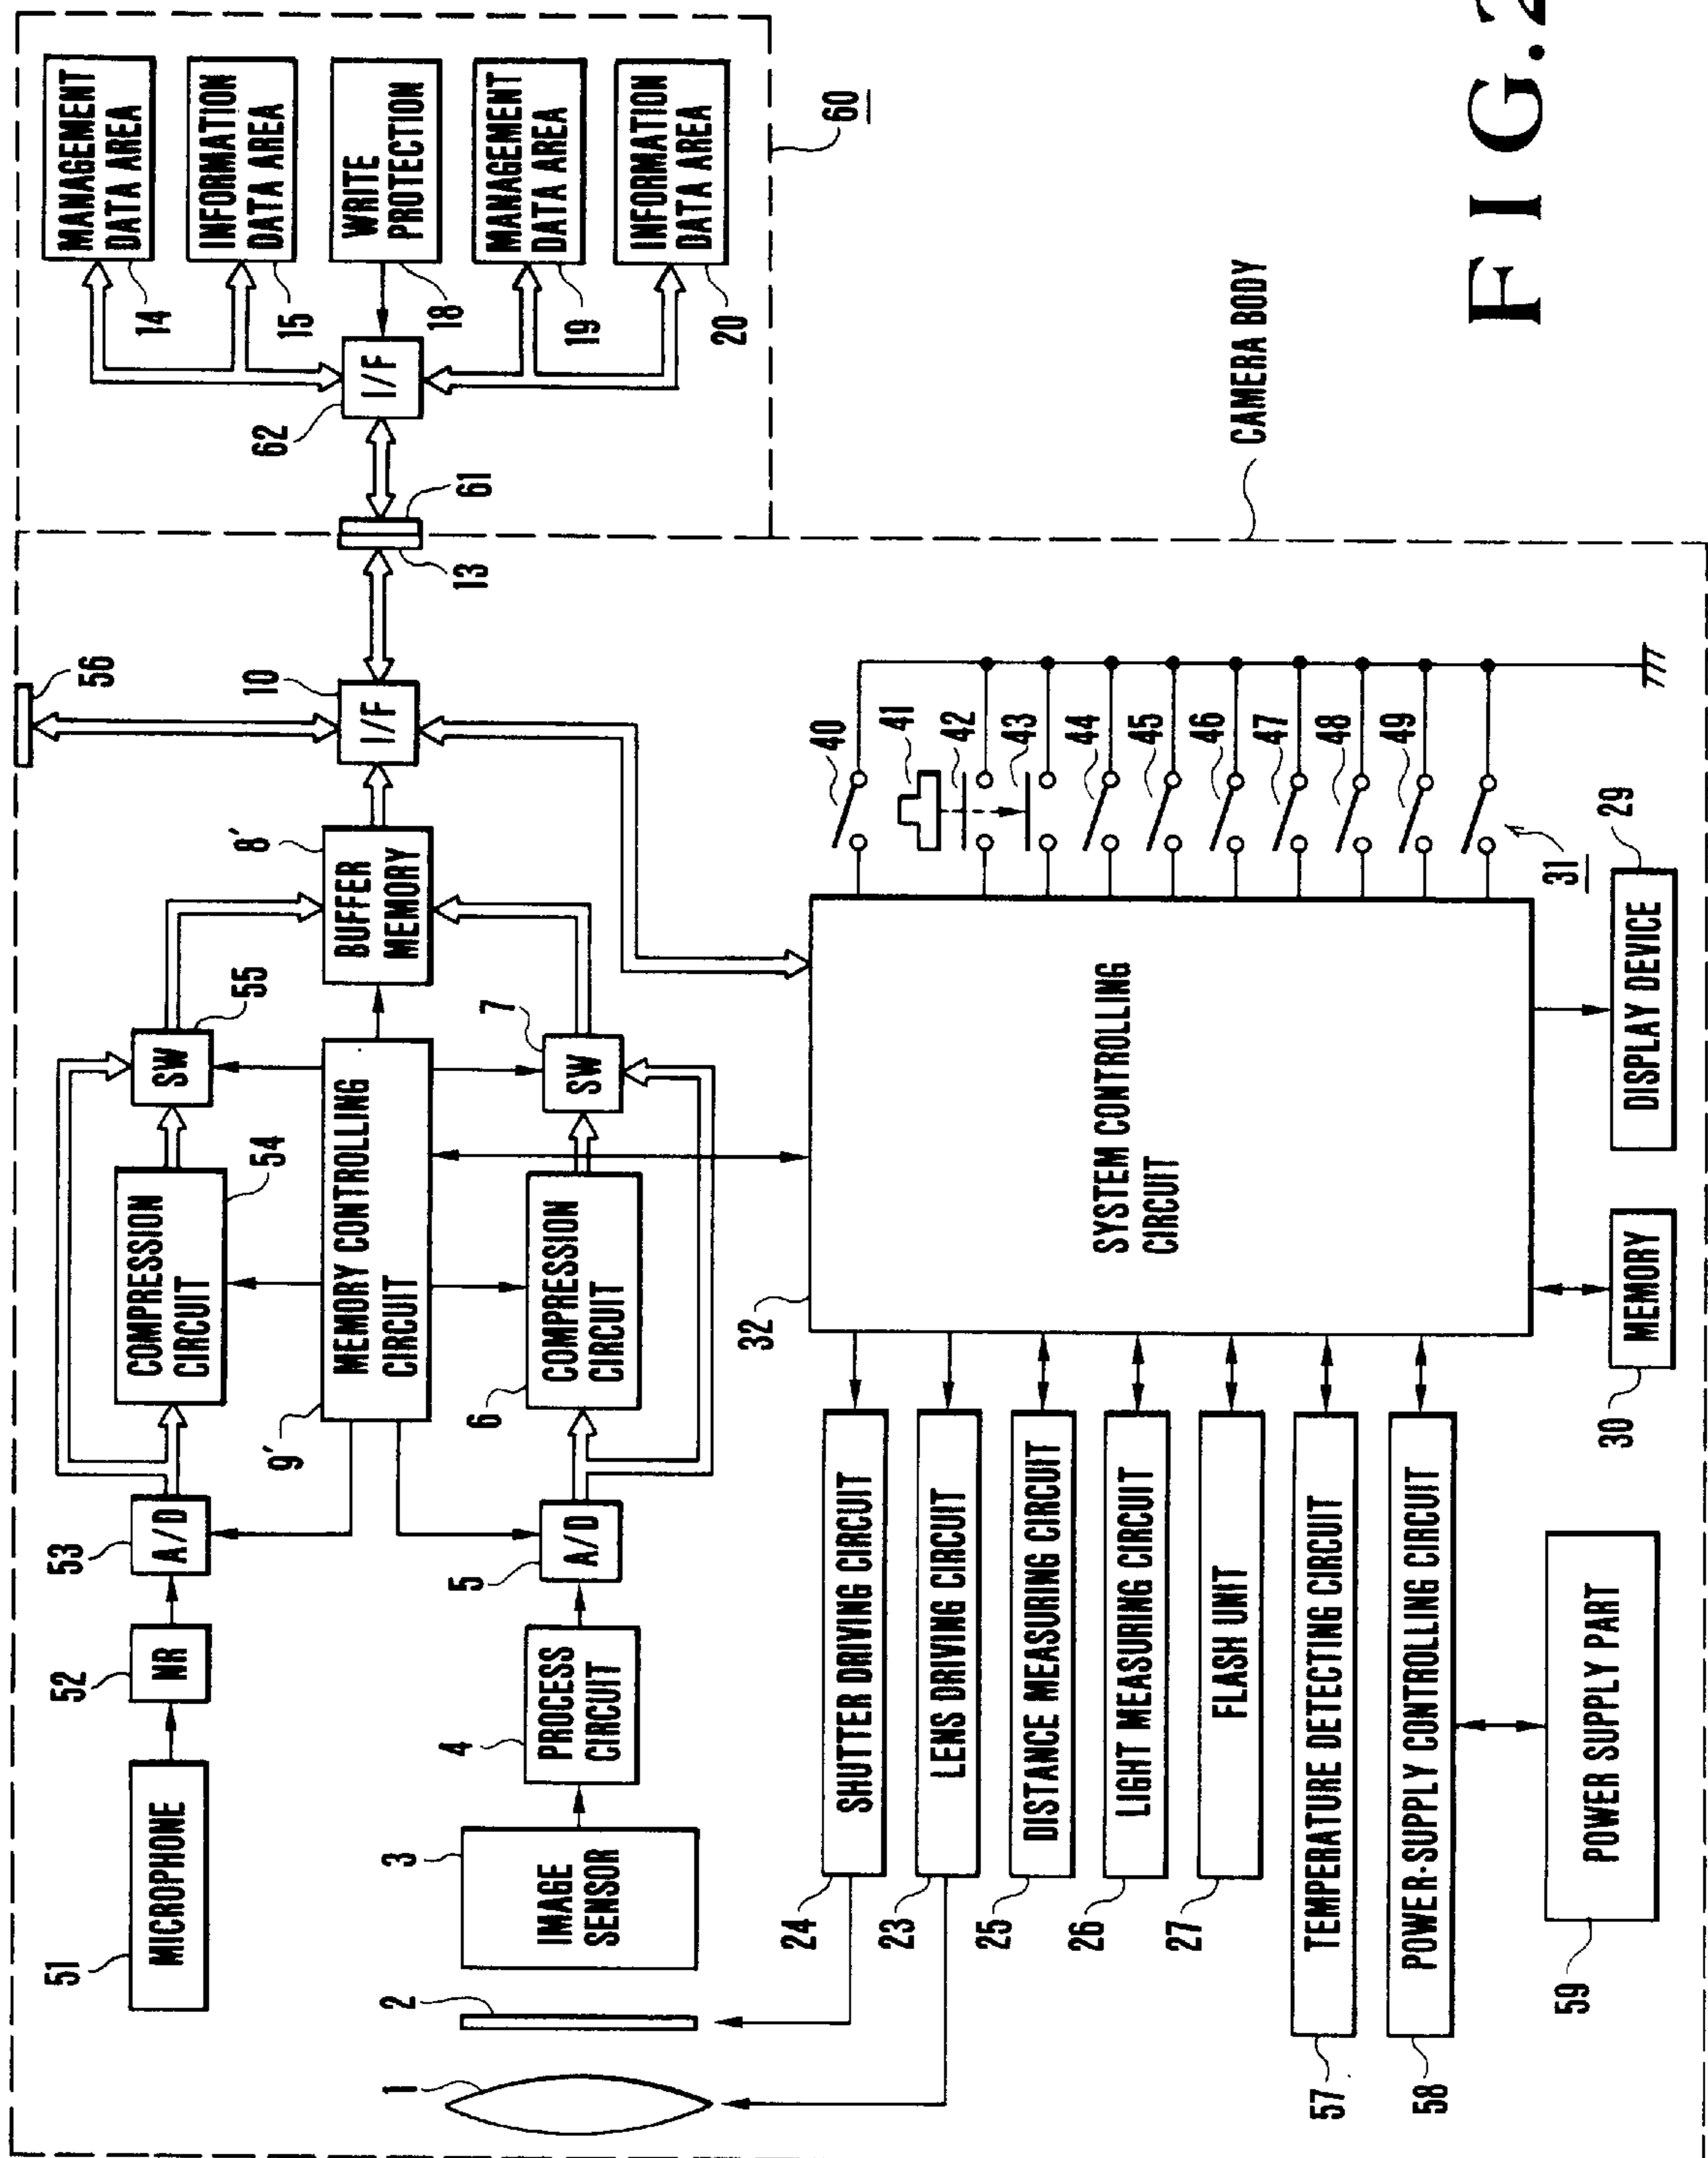 MICROPHONE
51
NR
52
A/D
53
COMPRESSION
CIRCUIT
54
SW
55
MEMORY CONTROLLING
CIRCUIT
9'
BUFFER
MEMORY
8'
I/F
10
56
13
61
I/F
62
MANAGEMENT
DATA AREA
14
INFORMATION
DATA AREA
15
WRITE
PROTECTION
18
MANAGEMENT
DATA AREA
19
INFORMATION
DATA AREA
20
60
1
2
IMAGE
SENSOR
3
PROCESS
CIRCUIT
4
A/D
5
COMPRESSION
CIRCUIT
6
SW
7
SHUTTER DRIVING CIRCUIT
24
LENS DRIVING CIRCUIT
23
DISTANCE MEASURING CIRCUIT
25
LIGHT MEASURING CIRCUIT
26
FLASH UNIT
27
TEMPERATURE DETECTING CIRCUIT
57
POWER-SUPPLY CONTROLLING CIRCUIT
58
POWER SUPPLY PART
59
SYSTEM CONTROLLING
CIRCUIT
32
MEMORY
30
DISPLAY DEVICE
29
40
41
42
43
44
45
46
47
48
49
31
CAMERA BODY
FIG.2